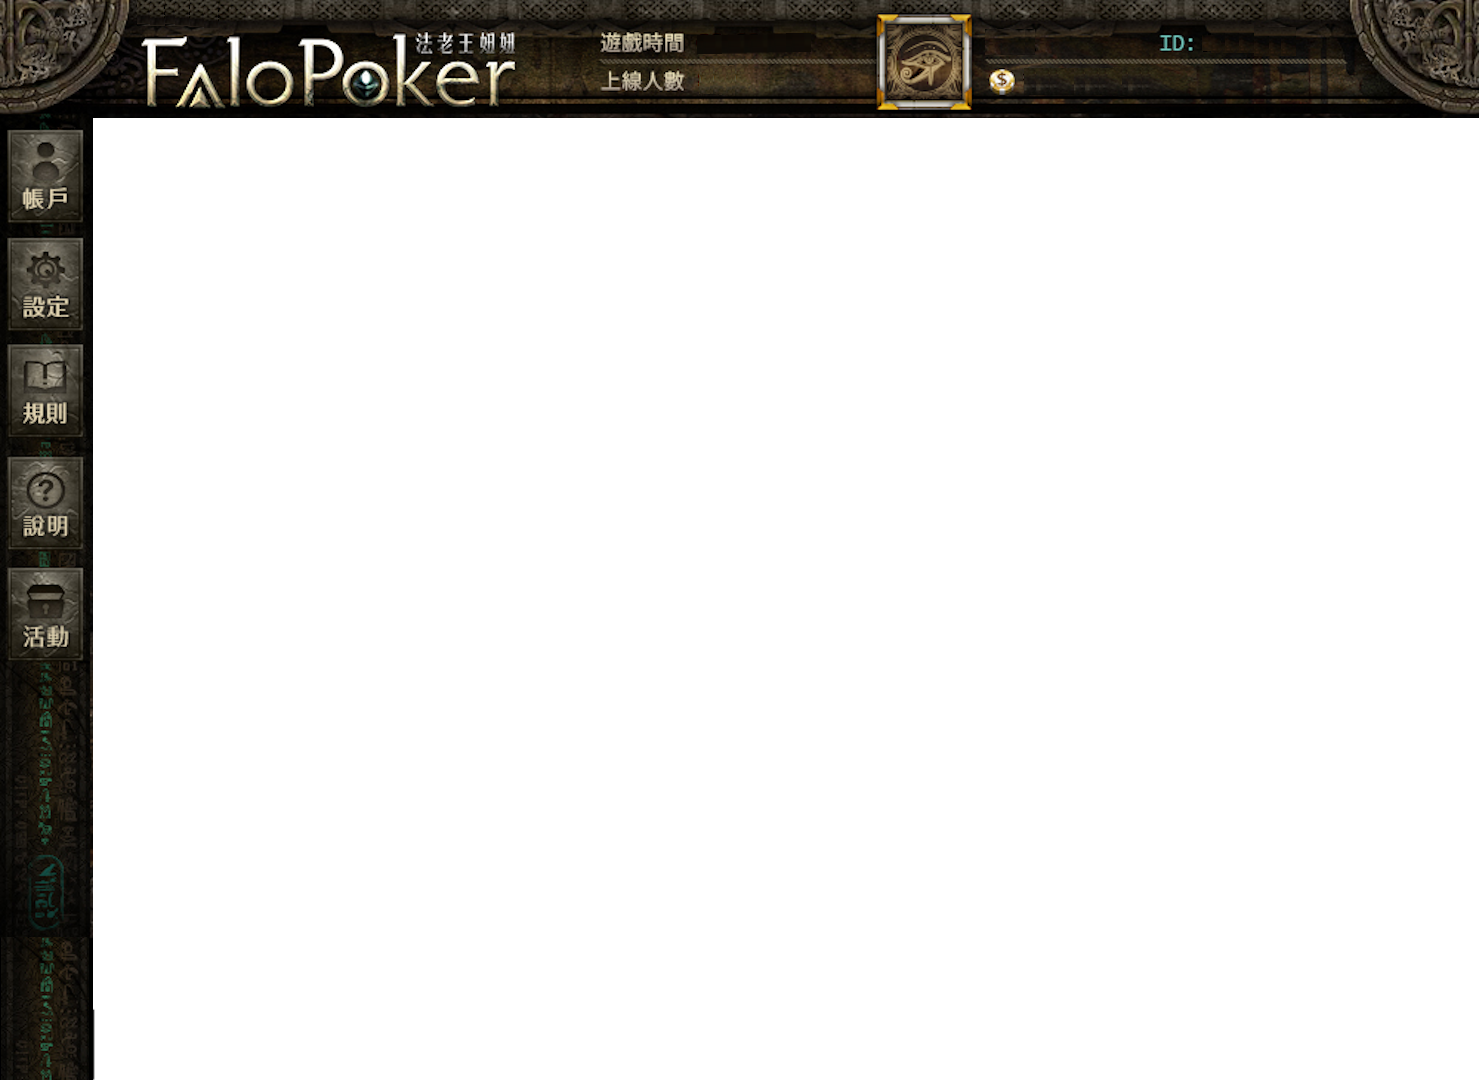 法老王妞妞
FaloPoker
遊戲時間
上線人數
ID:
帳戶
設定
規則
說明
活動